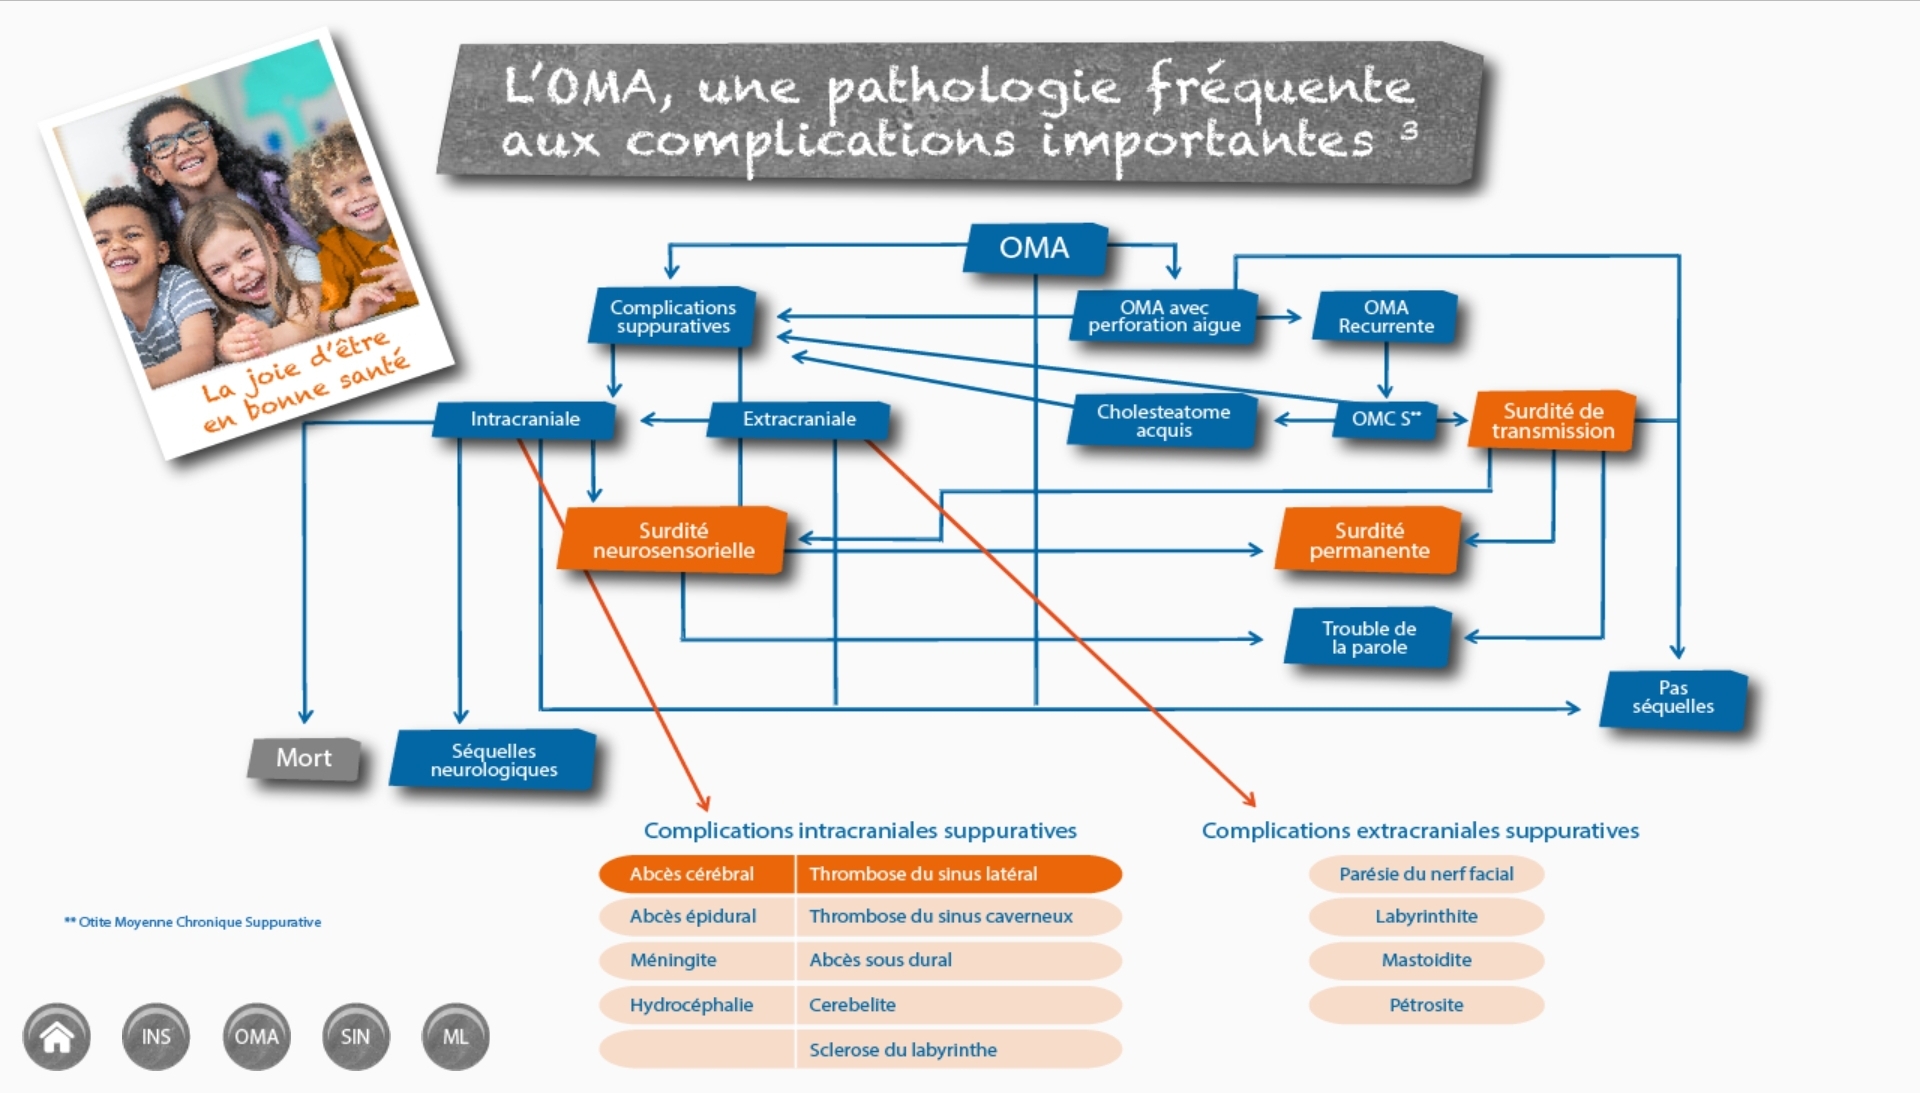 L'OMA, une pathologie fréquente
aux complications importantes ³
La joie d'être
en bonne santé
OMA
Complications
suppuratives
OMA avec
perforation aigue
OMA
Recurrente
Intracraniale
Extracraniale
Cholesteatome
acquis
OMC S**
Surdité de
transmission
Surdité
neurosensorielle
Surdité
permanente
Trouble de
la parole
Pas
séquelles
Mort
Séquelles
neurologiques
Complications intracraniales suppuratives
Abcès cérébral Thrombose du sinus latéral
Abcès épidural Thrombose du sinus caverneux
Méningite Abcès sous dural
Hydrocéphalie Cerebelite
Sclerose du labyrinthe
Complications extracraniales suppuratives
Parésie du nerf facial
Labyrinthite
Mastoidite
Pétrosite
** Otite Moyenne Chronique Suppurative
INS OMA SIN ML